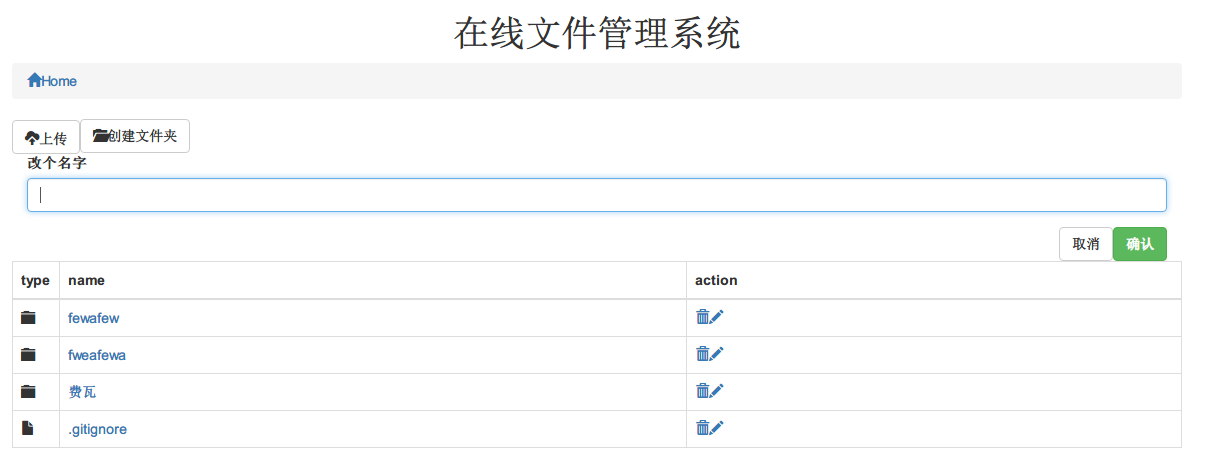 在线文件管理系统
Home
上传 创建文件夹
改个名字
取消 确认
type name action
fewafew
fweafewa
费瓦
.gitignore